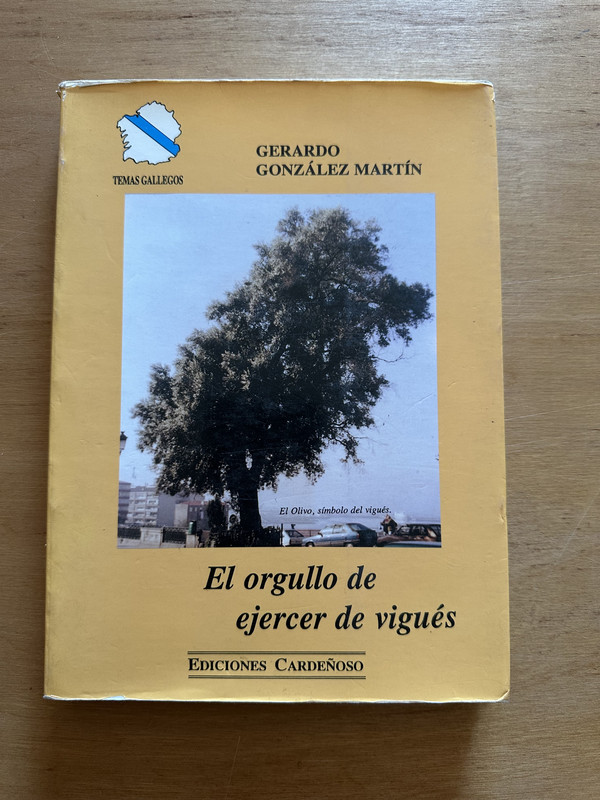 TEMAS GALLEGOS
GERARDO
GONZÁLEZ MARTÍN
El Olivo, símbolo del vigués.
El orgullo de
ejercer de vigués
EDICIONES CARDEÑOSO